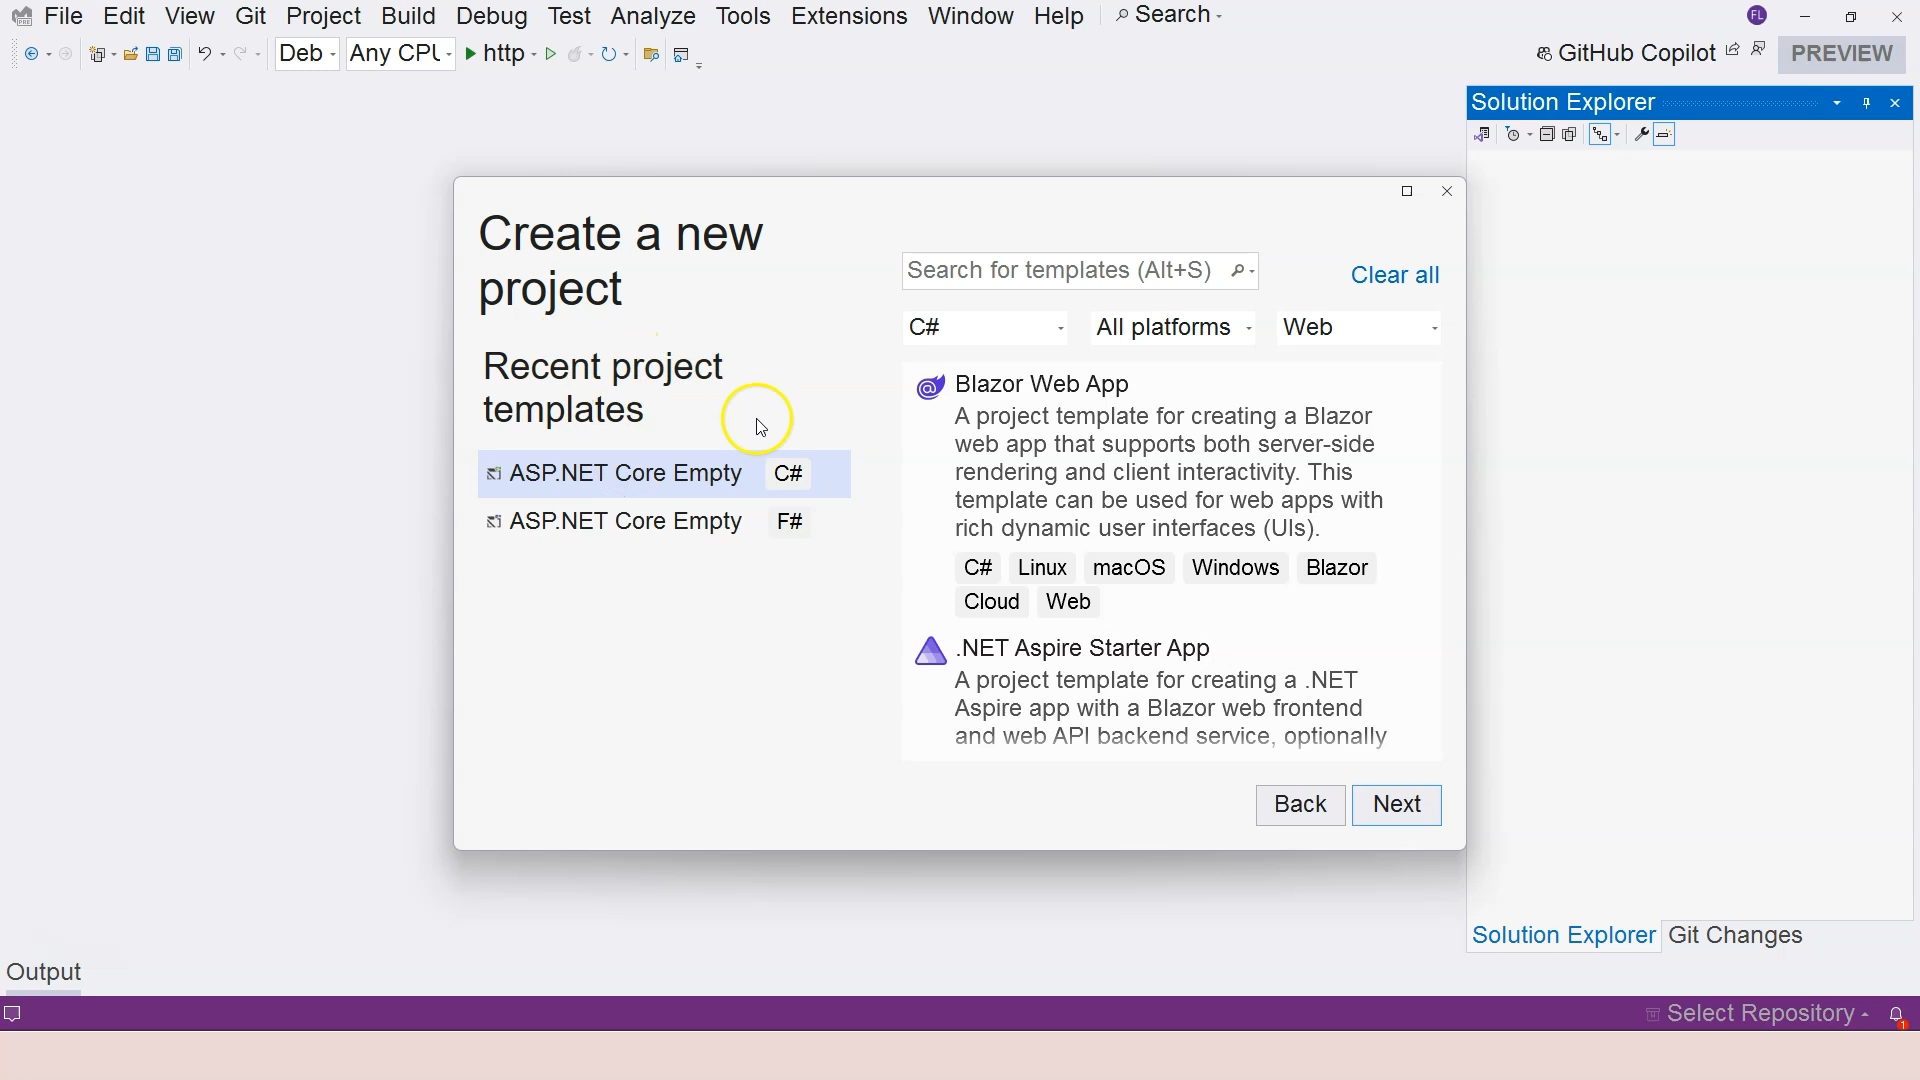 File Edit View Git Project Build Debug Test Analyze Tools Extensions Window Help Search
FL
Deb Any CPU http
GitHub Copilot PREVIEW
Solution Explorer
Create a new
project
Search for templates (Alt+S) Clear all
C# All platforms Web
Recent project
templates
ASP.NET Core Empty C#
ASP.NET Core Empty F#
Blazor Web App
A project template for creating a Blazor
web app that supports both server-side
rendering and client interactivity. This
template can be used for web apps with
rich dynamic user interfaces (UIs).
C# Linux macOS Windows Blazor
Cloud Web
.NET Aspire Starter App
A project template for creating a .NET
Aspire app with a Blazor web frontend
and web API backend service, optionally
Back Next
Solution Explorer Git Changes
Output
Select Repository
1